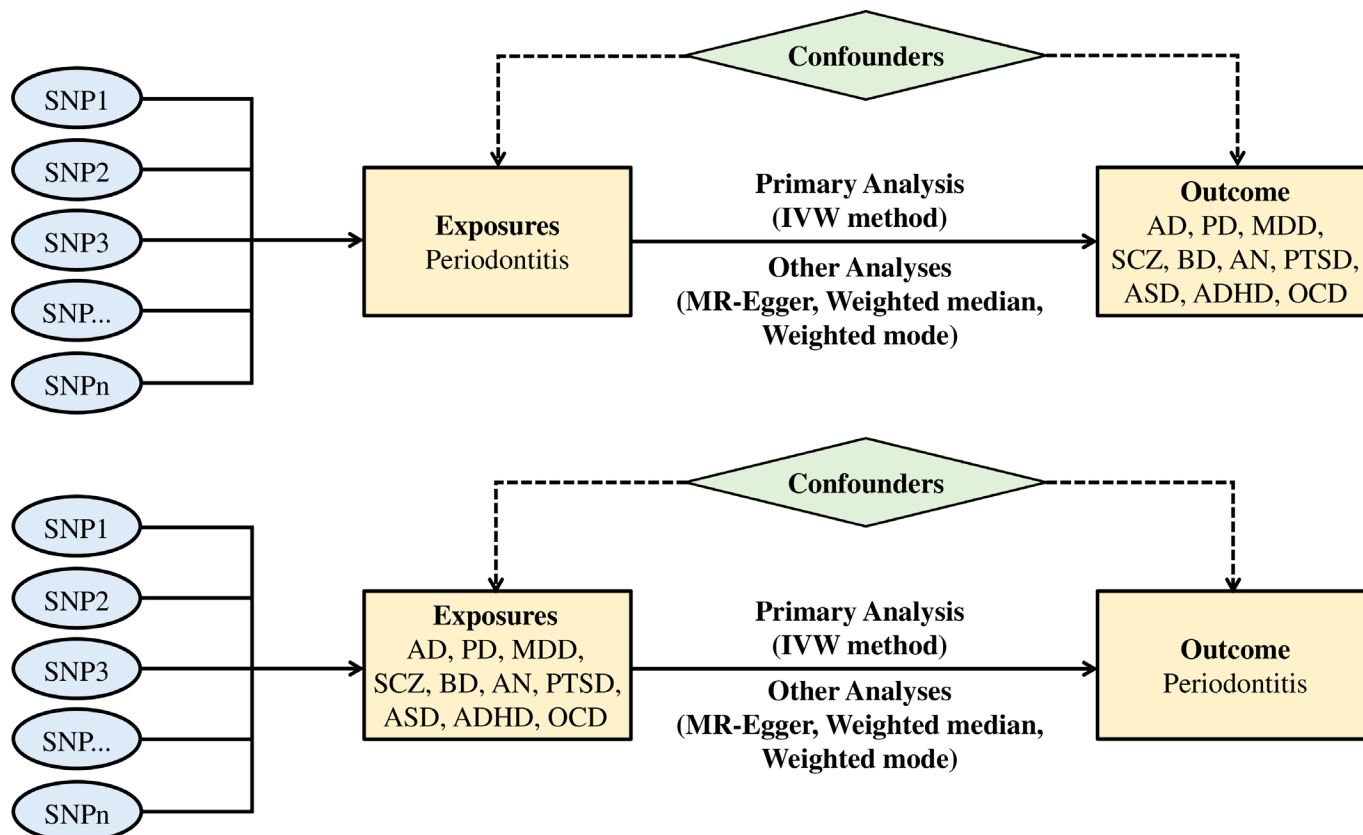 Confounders
SNP1
SNP2
SNP3
SNP...
SNPn
Exposures
Periodontitis
Primary Analysis
(IVW method)
Other Analyses
(MR-Egger, Weighted median,
Weighted mode)
Outcome
AD, PD, MDD,
SCZ, BD, AN, PTSD,
ASD, ADHD, OCD
Confounders
SNP1
SNP2
SNP3
SNP...
SNPn
Exposures
AD, PD, MDD,
SCZ, BD, AN, PTSD,
ASD, ADHD, OCD
Primary Analysis
(IVW method)
Other Analyses
(MR-Egger, Weighted median,
Weighted mode)
Outcome
Periodontitis